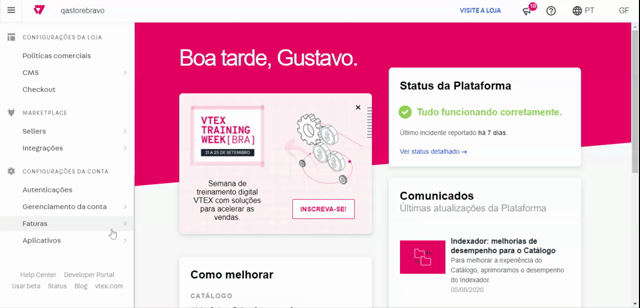 qastorebravo
VISITE A LOJA
10
PT
GF
CONFIGURAÇÕES DA LOJA
Políticas comerciais
CMS
Checkout
MARKETPLACE
Sellers
Integrações
CONFIGURAÇÕES DA CONTA
Autenticações
Gerenciamento da conta
Faturas
Aplicativos
Help Center Developer Portal
Usar beta Status Blog vtex.com
Boa tarde, Gustavo.
VTEX
TRAINING
WEEK[BRA]
21 A 25 DE SETEMBRO
Semana de
treinamento digital
VTEX com soluções
para acelerar as
vendas.
INSCREVA-SE!
Como melhorar
CATÁLOGO
Status da Plataforma
Tudo funcionando corretamente.
Último incidente reportado há 7 dias.
Ver status detalhado →
Comunicados
Últimas atualizações da Plataforma
Indexador: melhorias de
desempenho para o Catálogo
Para melhorar a experiência do
Catálogo, aprimoramos o desempenho
do Indexador.
05/08/2020